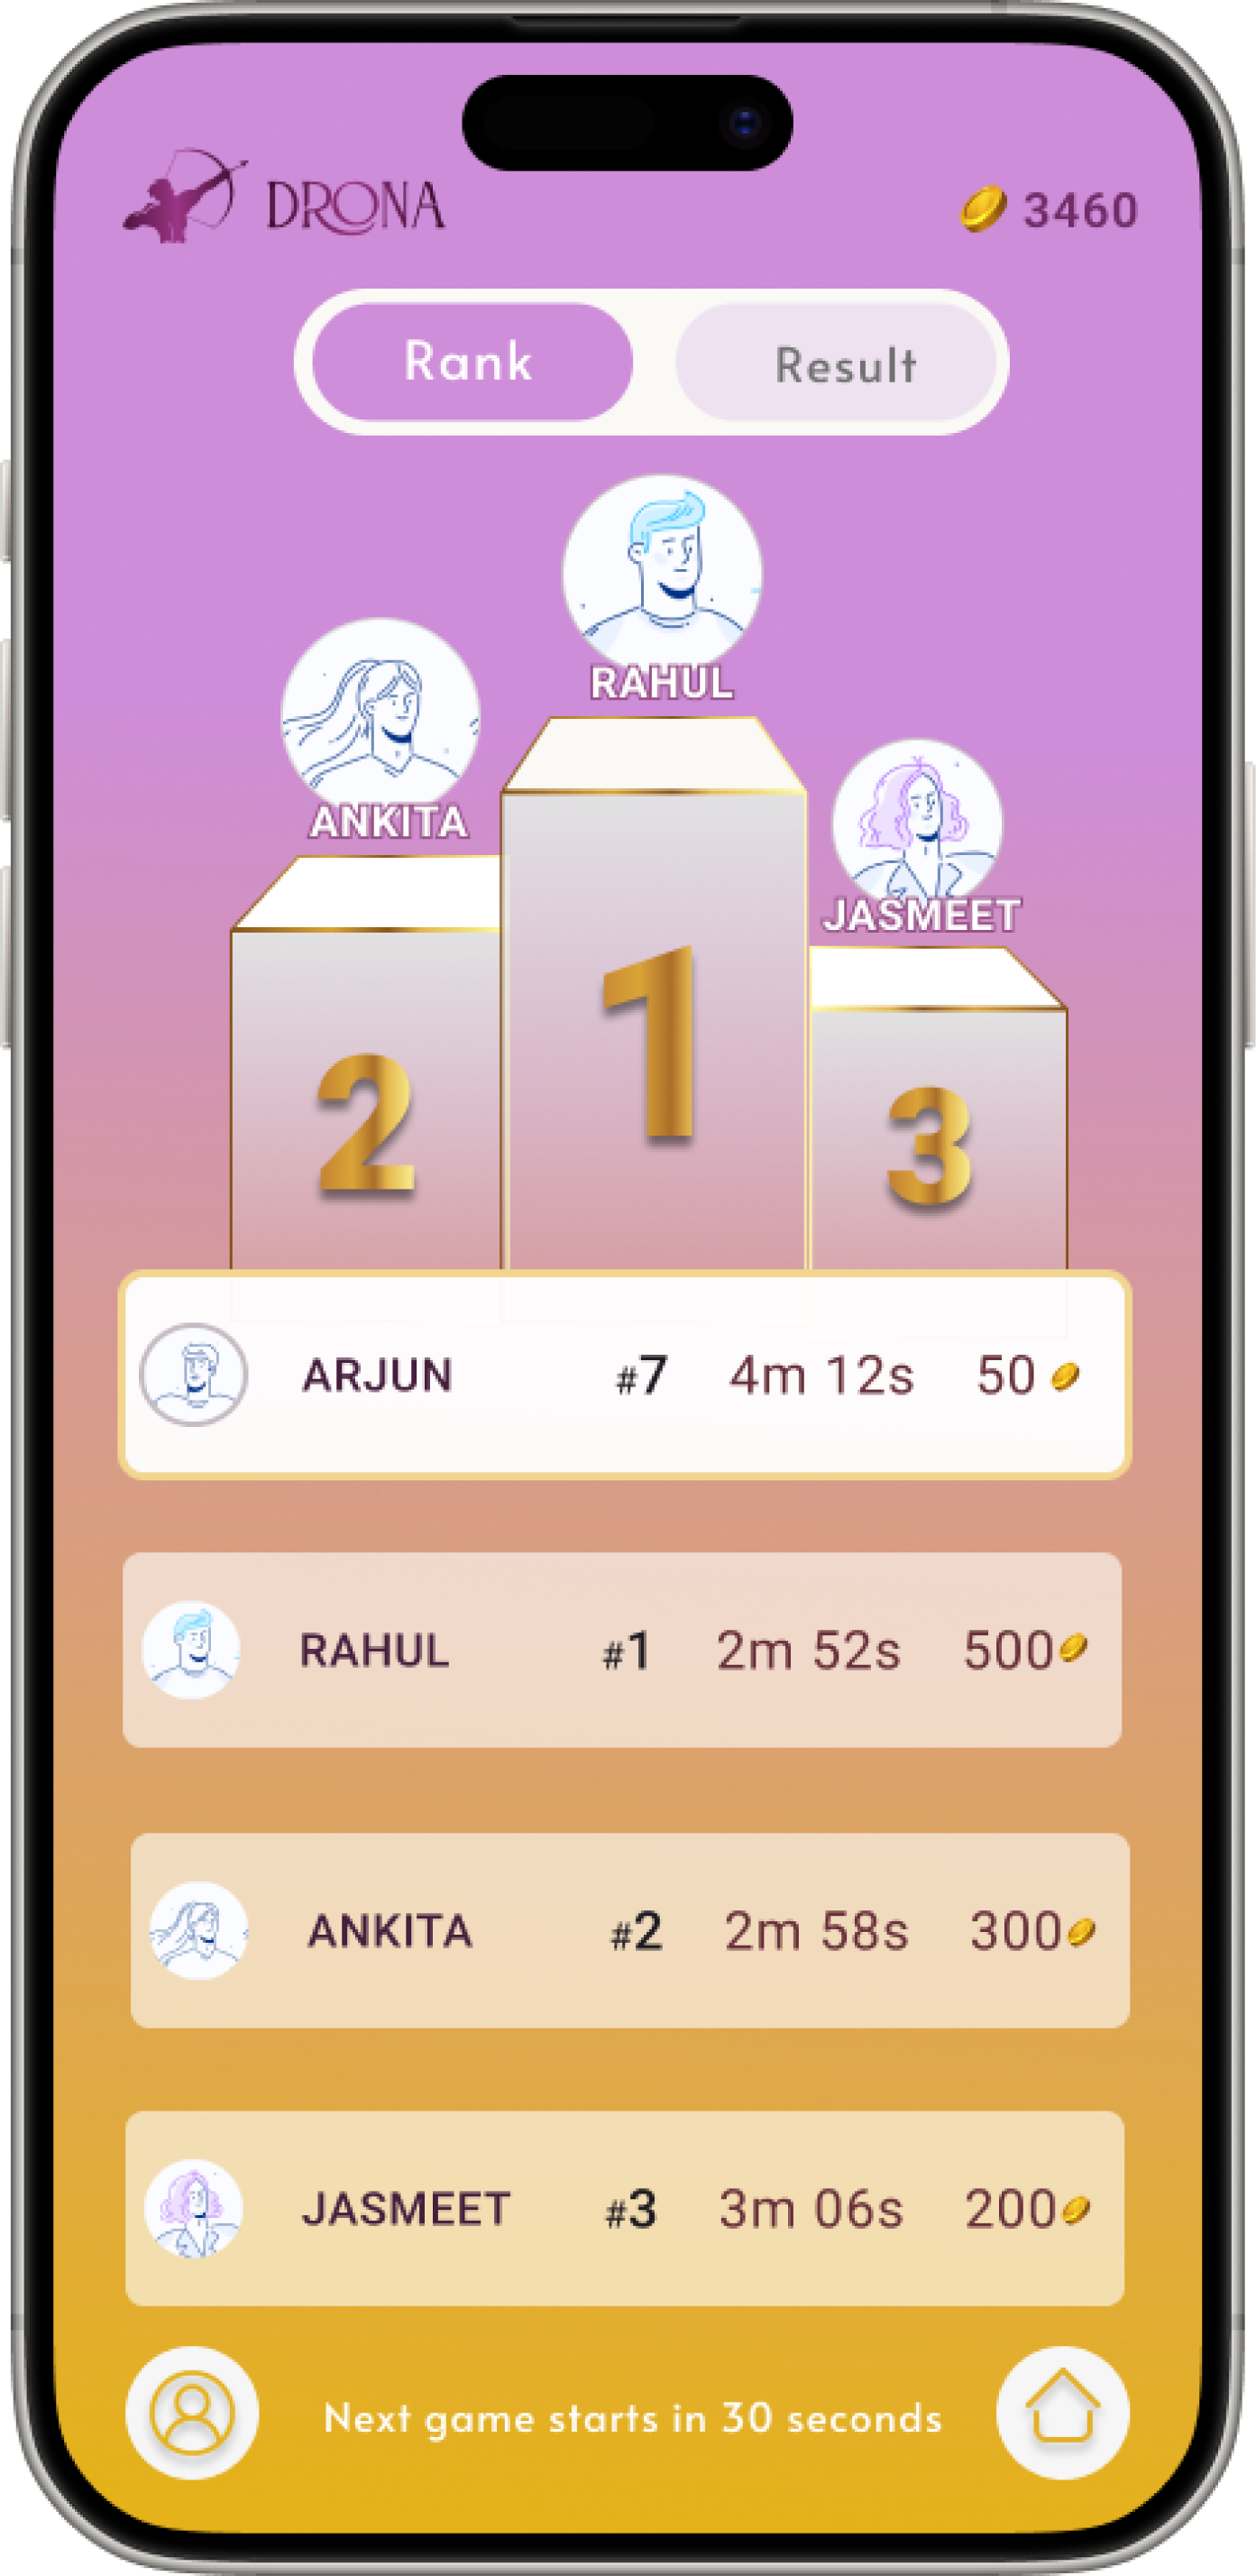 DRONA
3460
Rank Result
RAHUL
ANKITA
JASMEET
1
2
3
ARJUN #7 4m 12s 50
RAHUL #1 2m 52s 500
ANKITA #2 2m 58s 300
JASMEET #3 3m 06s 200
Next game starts in 30 seconds